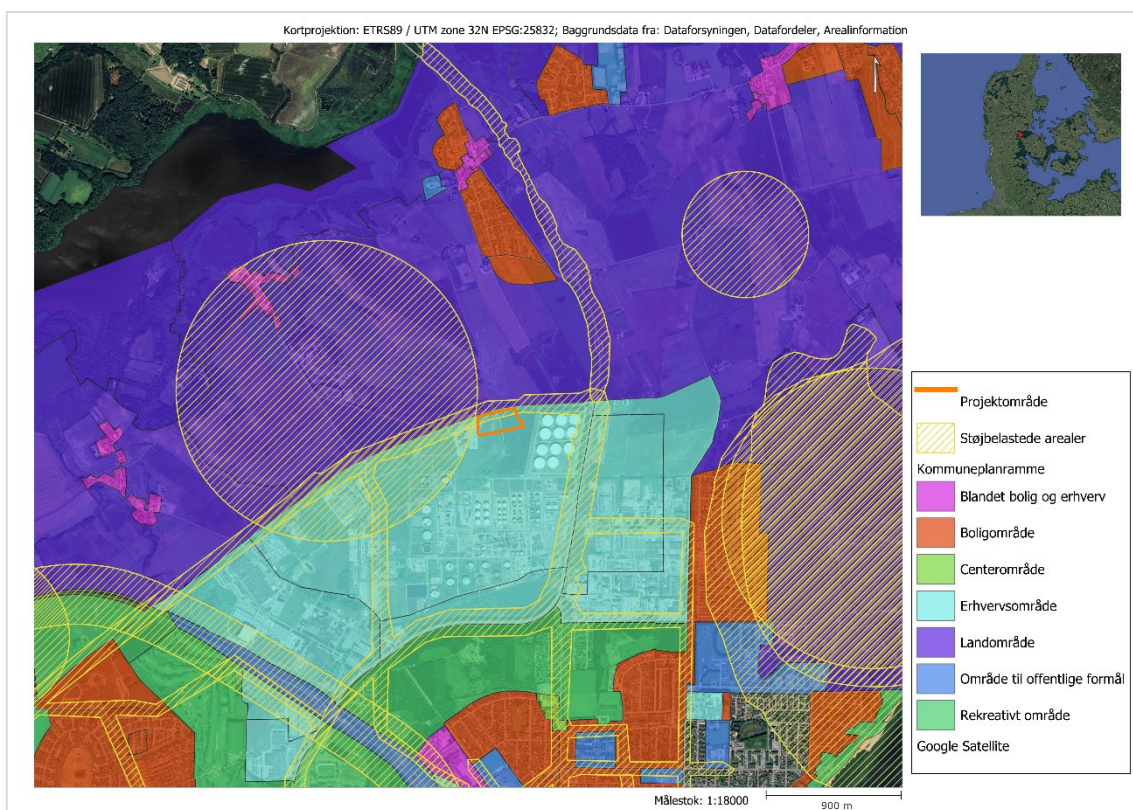 Kortprojektion: ETRS89 / UTM zone 32N EPSG:25832; Baggrundsdata fra: Dataforsyningen, Datafordeler, Arealinformation
Projektområde
Støjbelastede arealer
Kommuneplanramme
Blandet bolig og erhverv
Boligområde
Centerområde
Erhvervsområde
Landområde
Område til offentlige formål
Rekreativt område
Google Satellite
Målestok: 1:18000
900 m